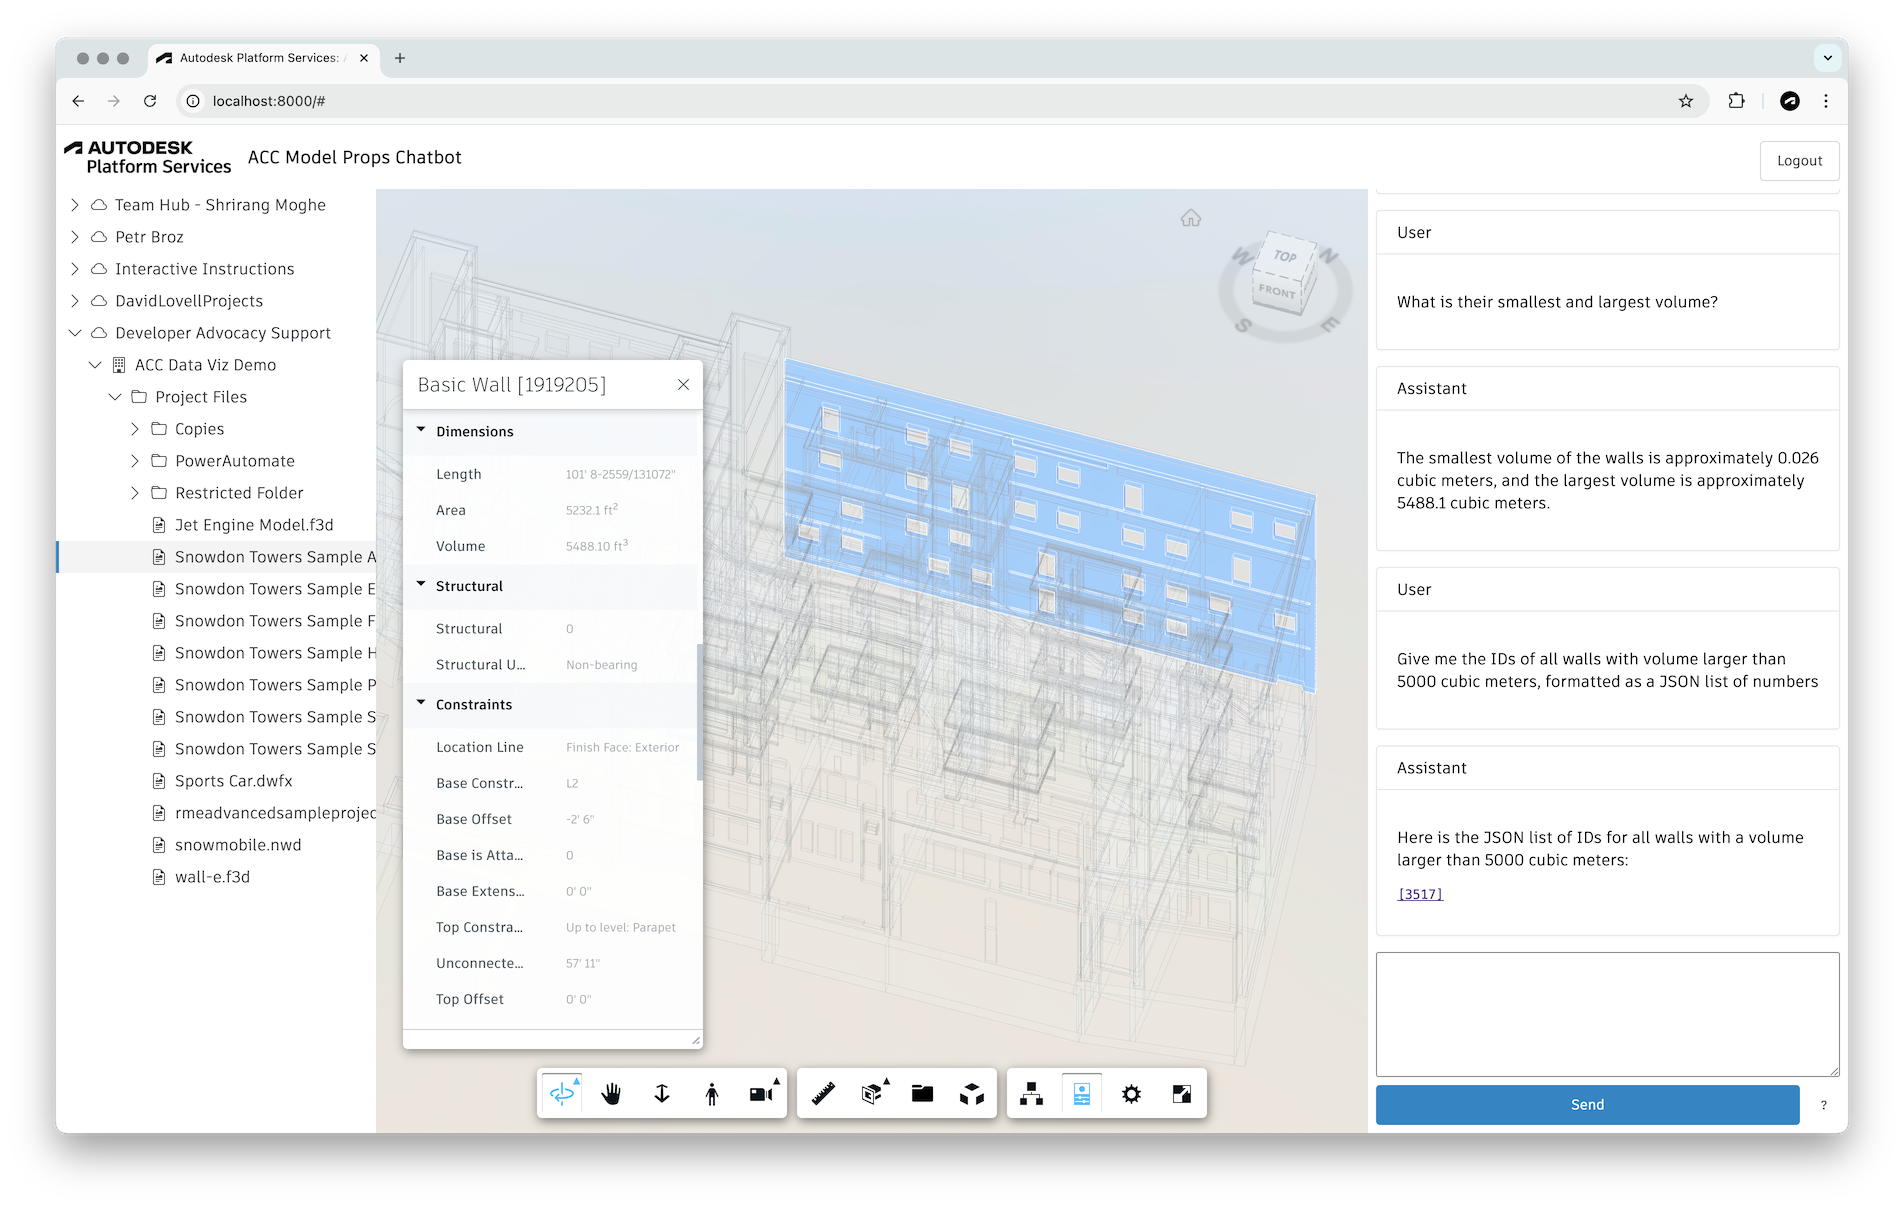 Autodesk Platform Services: A
localhost:8000/#
AUTODESK
Platform Services
ACC Model Props Chatbot
Logout
Team Hub - Shrirang Moghe
Petr Broz
Interactive Instructions
DavidLovellProjects
Developer Advocacy Support
ACC Data Viz Demo
Project Files
Copies
PowerAutomate
Restricted Folder
Jet Engine Model.f3d
Snowdon Towers Sample A
Snowdon Towers Sample E
Snowdon Towers Sample F
Snowdon Towers Sample H
Snowdon Towers Sample P
Snowdon Towers Sample S
Snowdon Towers Sample S
Sports Car.dwfx
rmeadvancedsampleprojec
snowmobile.nwd
wall-e.f3d
TOP
FRONT
W
N
S
E
Basic Wall [1919205]
Dimensions
Length 101' 8-2559/131072"
Area 5232.1 ft²
Volume 5488.10 ft³
Structural
Structural 0
Structural U... Non-bearing
Constraints
Location Line Finish Face: Exterior
Base Constr... L2
Base Offset -2' 6"
Base is Atta... 0
Base Extens... 0' 0"
Top Constra... Up to level: Parapet
Unconnecte... 57' 11"
Top Offset 0' 0"
User
What is their smallest and largest volume?
Assistant
The smallest volume of the walls is approximately 0.026
cubic meters, and the largest volume is approximately
5488.1 cubic meters.
User
Give me the IDs of all walls with volume larger than
5000 cubic meters, formatted as a JSON list of numbers
Assistant
Here is the JSON list of IDs for all walls with a volume
larger than 5000 cubic meters:
[3517]
Send
?